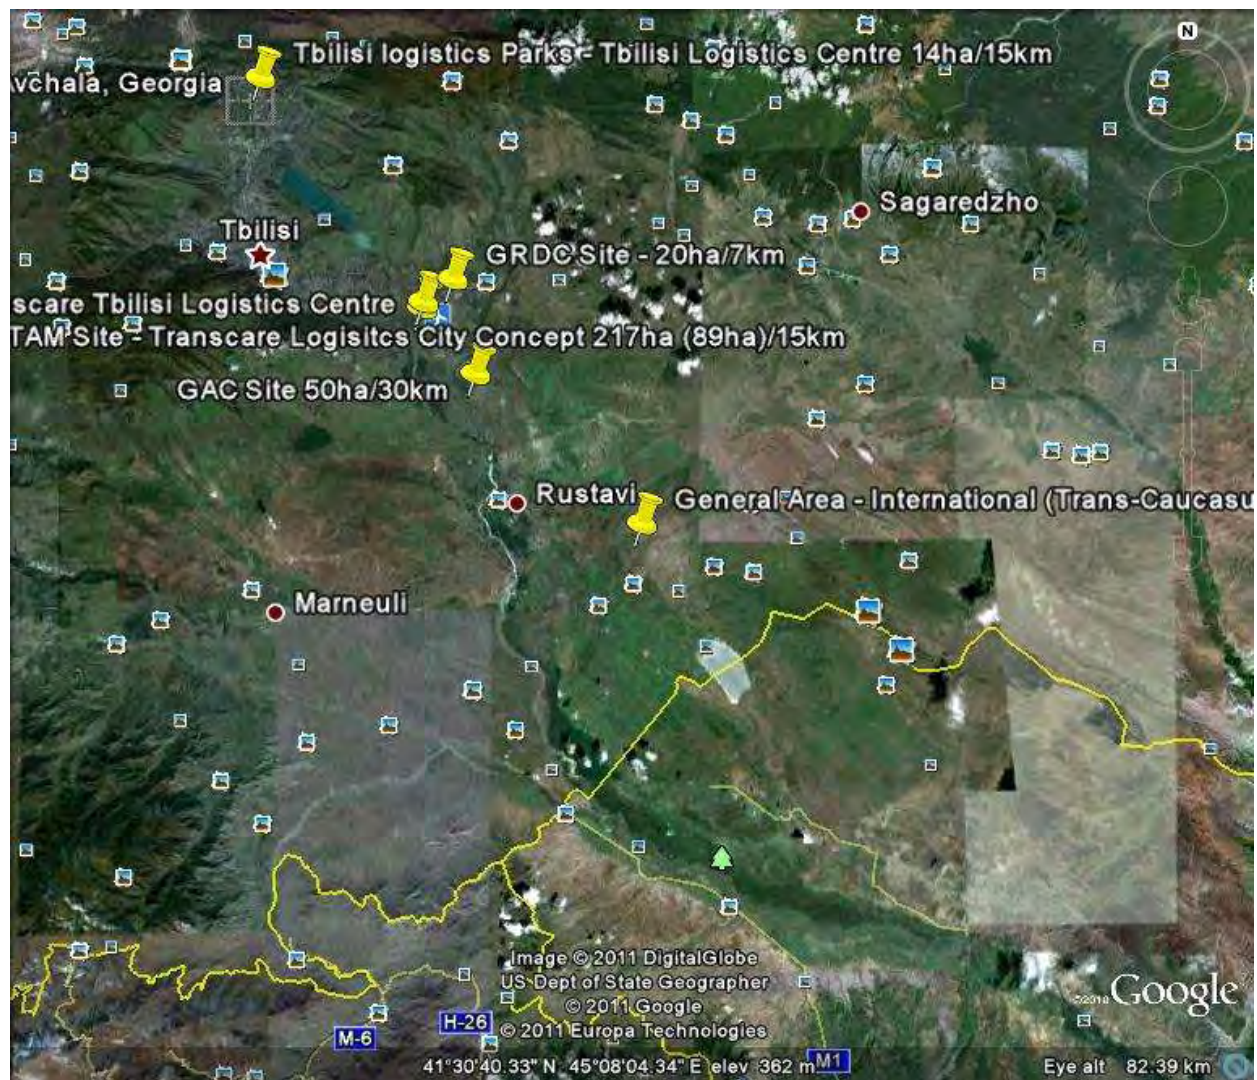 N
Tbilisi logistics Parks - Tbilisi Logistics Centre 14ha/15km
vchala, Georgia
Sagaredzho
Tbilisi
GRDC Site - 20ha/7km
scare Tbilisi Logistics Centre
TAM Site - Transcare Logisitcs City Concept 217ha (89ha)/15km
GAC Site 50ha/30km
Rustavi
General Area - International (Trans-Caucasu
Marneuli
Image © 2011 DigitalGlobe
US Dept of State Geographer
© 2011 Google
© 2011 Europa Technologies
©2010 Google
H-26
M-6
M1
41°30'40.33" N 45°08'04.34" E elev 362 m
Eye alt 82.39 km